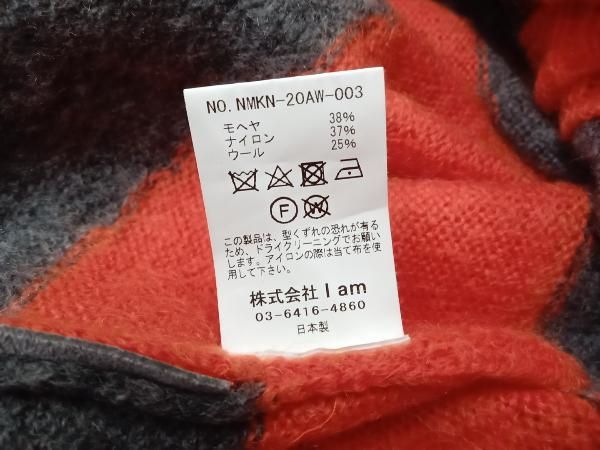 NO.NMKN-20AW-003
モヘヤ 38%
ナイロン 37%
ウール 25%
F W
この製品は、型くずれの恐れが有る
ため、ドライクリーニングでお願い
します。アイロンの際は当て布を使
用して下さい。
株式会社 I am
03-6416-4860
日本製